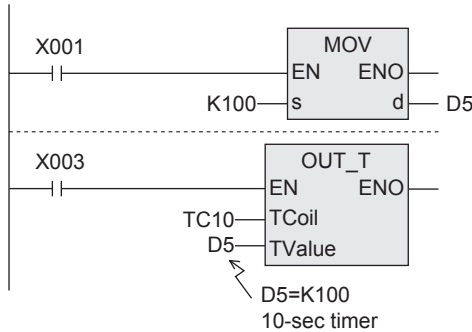 X001
MOV
EN ENO
K100 s d D5
X003
OUT_T
EN ENO
TC10 TCoil
D5 TValue
D5=K100
10-sec timer